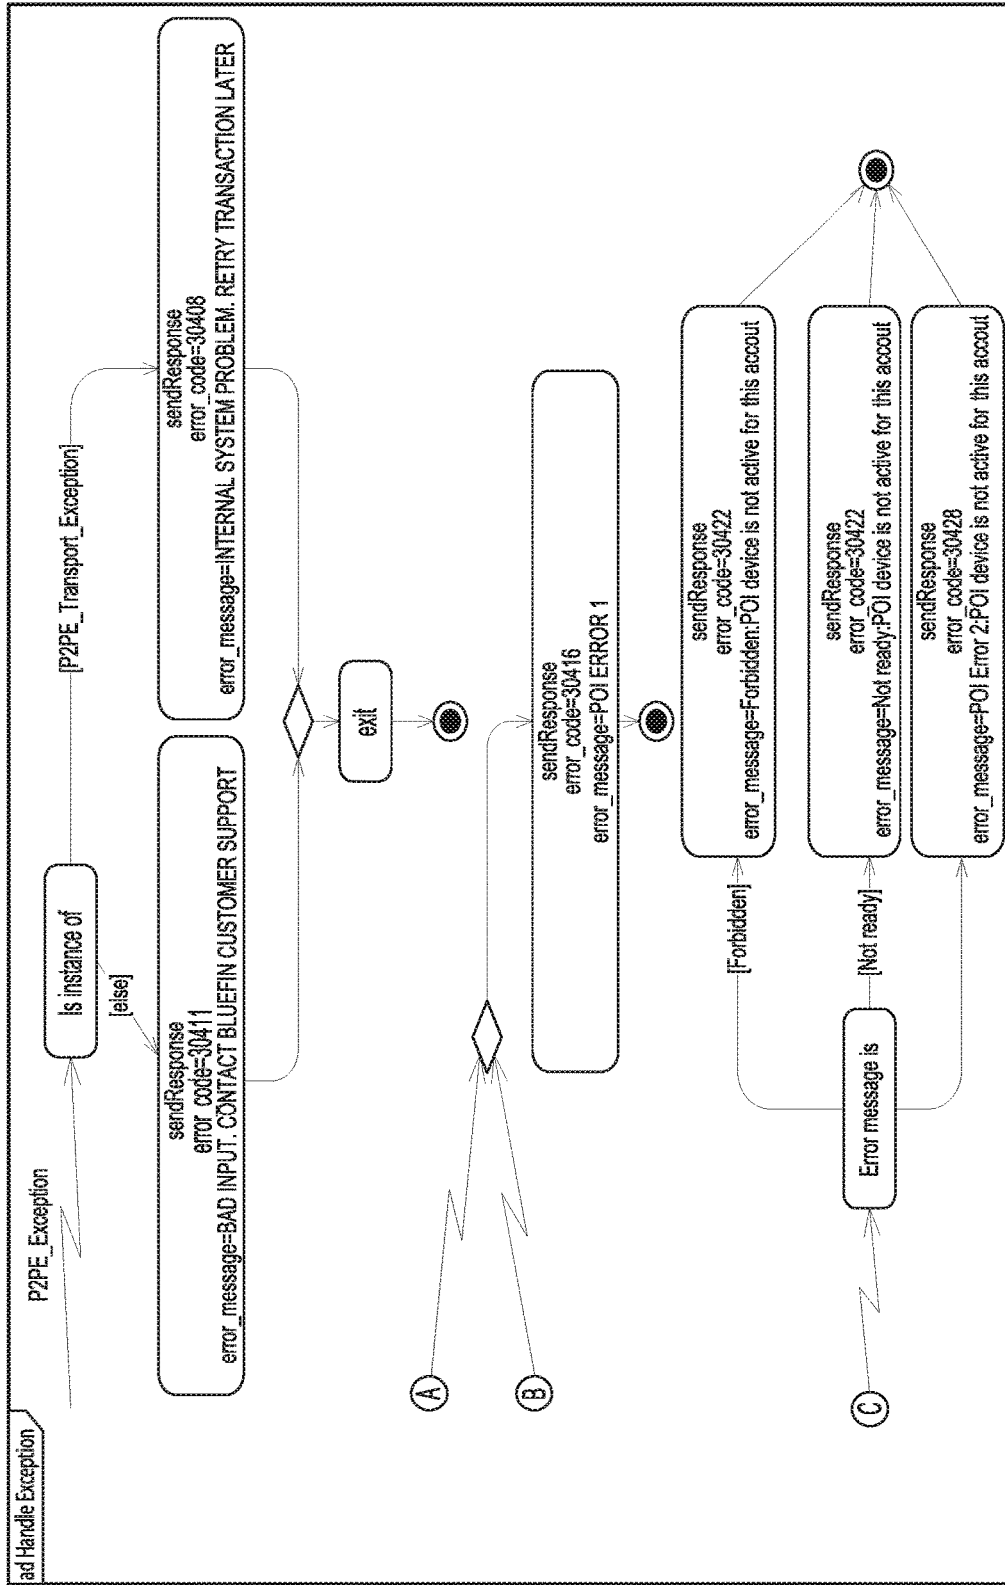 ad Handle Exception
P2PE_Exception
Is instance of
[P2PE_Transport_Exception]
[else]
sendResponse
error_code=30411
error_message=BAD INPUT. CONTACT BLUEFIN CUSTOMER SUPPORT
sendResponse
error_code=30408
error_message=INTERNAL SYSTEM PROBLEM. RETRY TRANSACTION LATER
exit
A
B
sendResponse
error_code=30416
error_message=POI ERROR 1
C
Error message is
[Forbidden]
[Not ready]
sendResponse
error_code=30422
error_message=Forbidden:POI device is not active for this accout
sendResponse
error_code=30422
error_message=Not ready:POI device is not active for this accout
sendResponse
error_code=30428
error_message=POI Error 2:POI device is not active for this accout